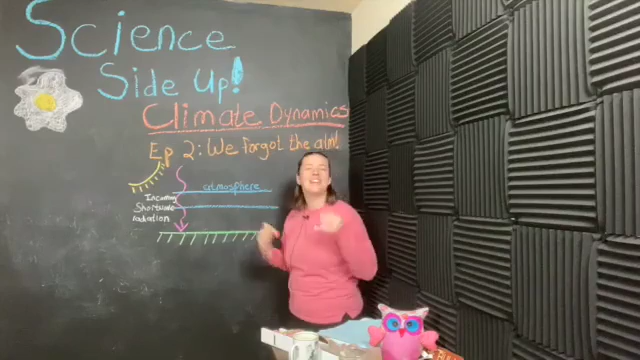 Science
Side Up!
Climate Dynamics
Ep 2: We forgot the atm!
atmosphere
Incoming
Shortwave
radiation